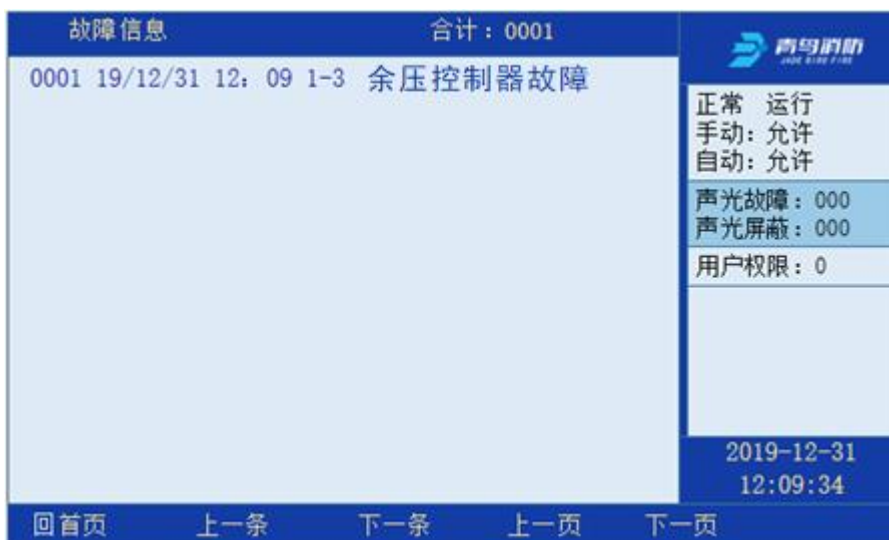 故障信息 合计：0001
0001 19/12/31 12：09 1-3 余压控制器故障
青鸟消防
JADE BIRD FIRE
正常 运行
手动：允许
自动：允许
声光故障：000
声光屏蔽：000
用户权限：0
2019-12-31
12:09:34
回首页 上一条 下一条 上一页 下一页